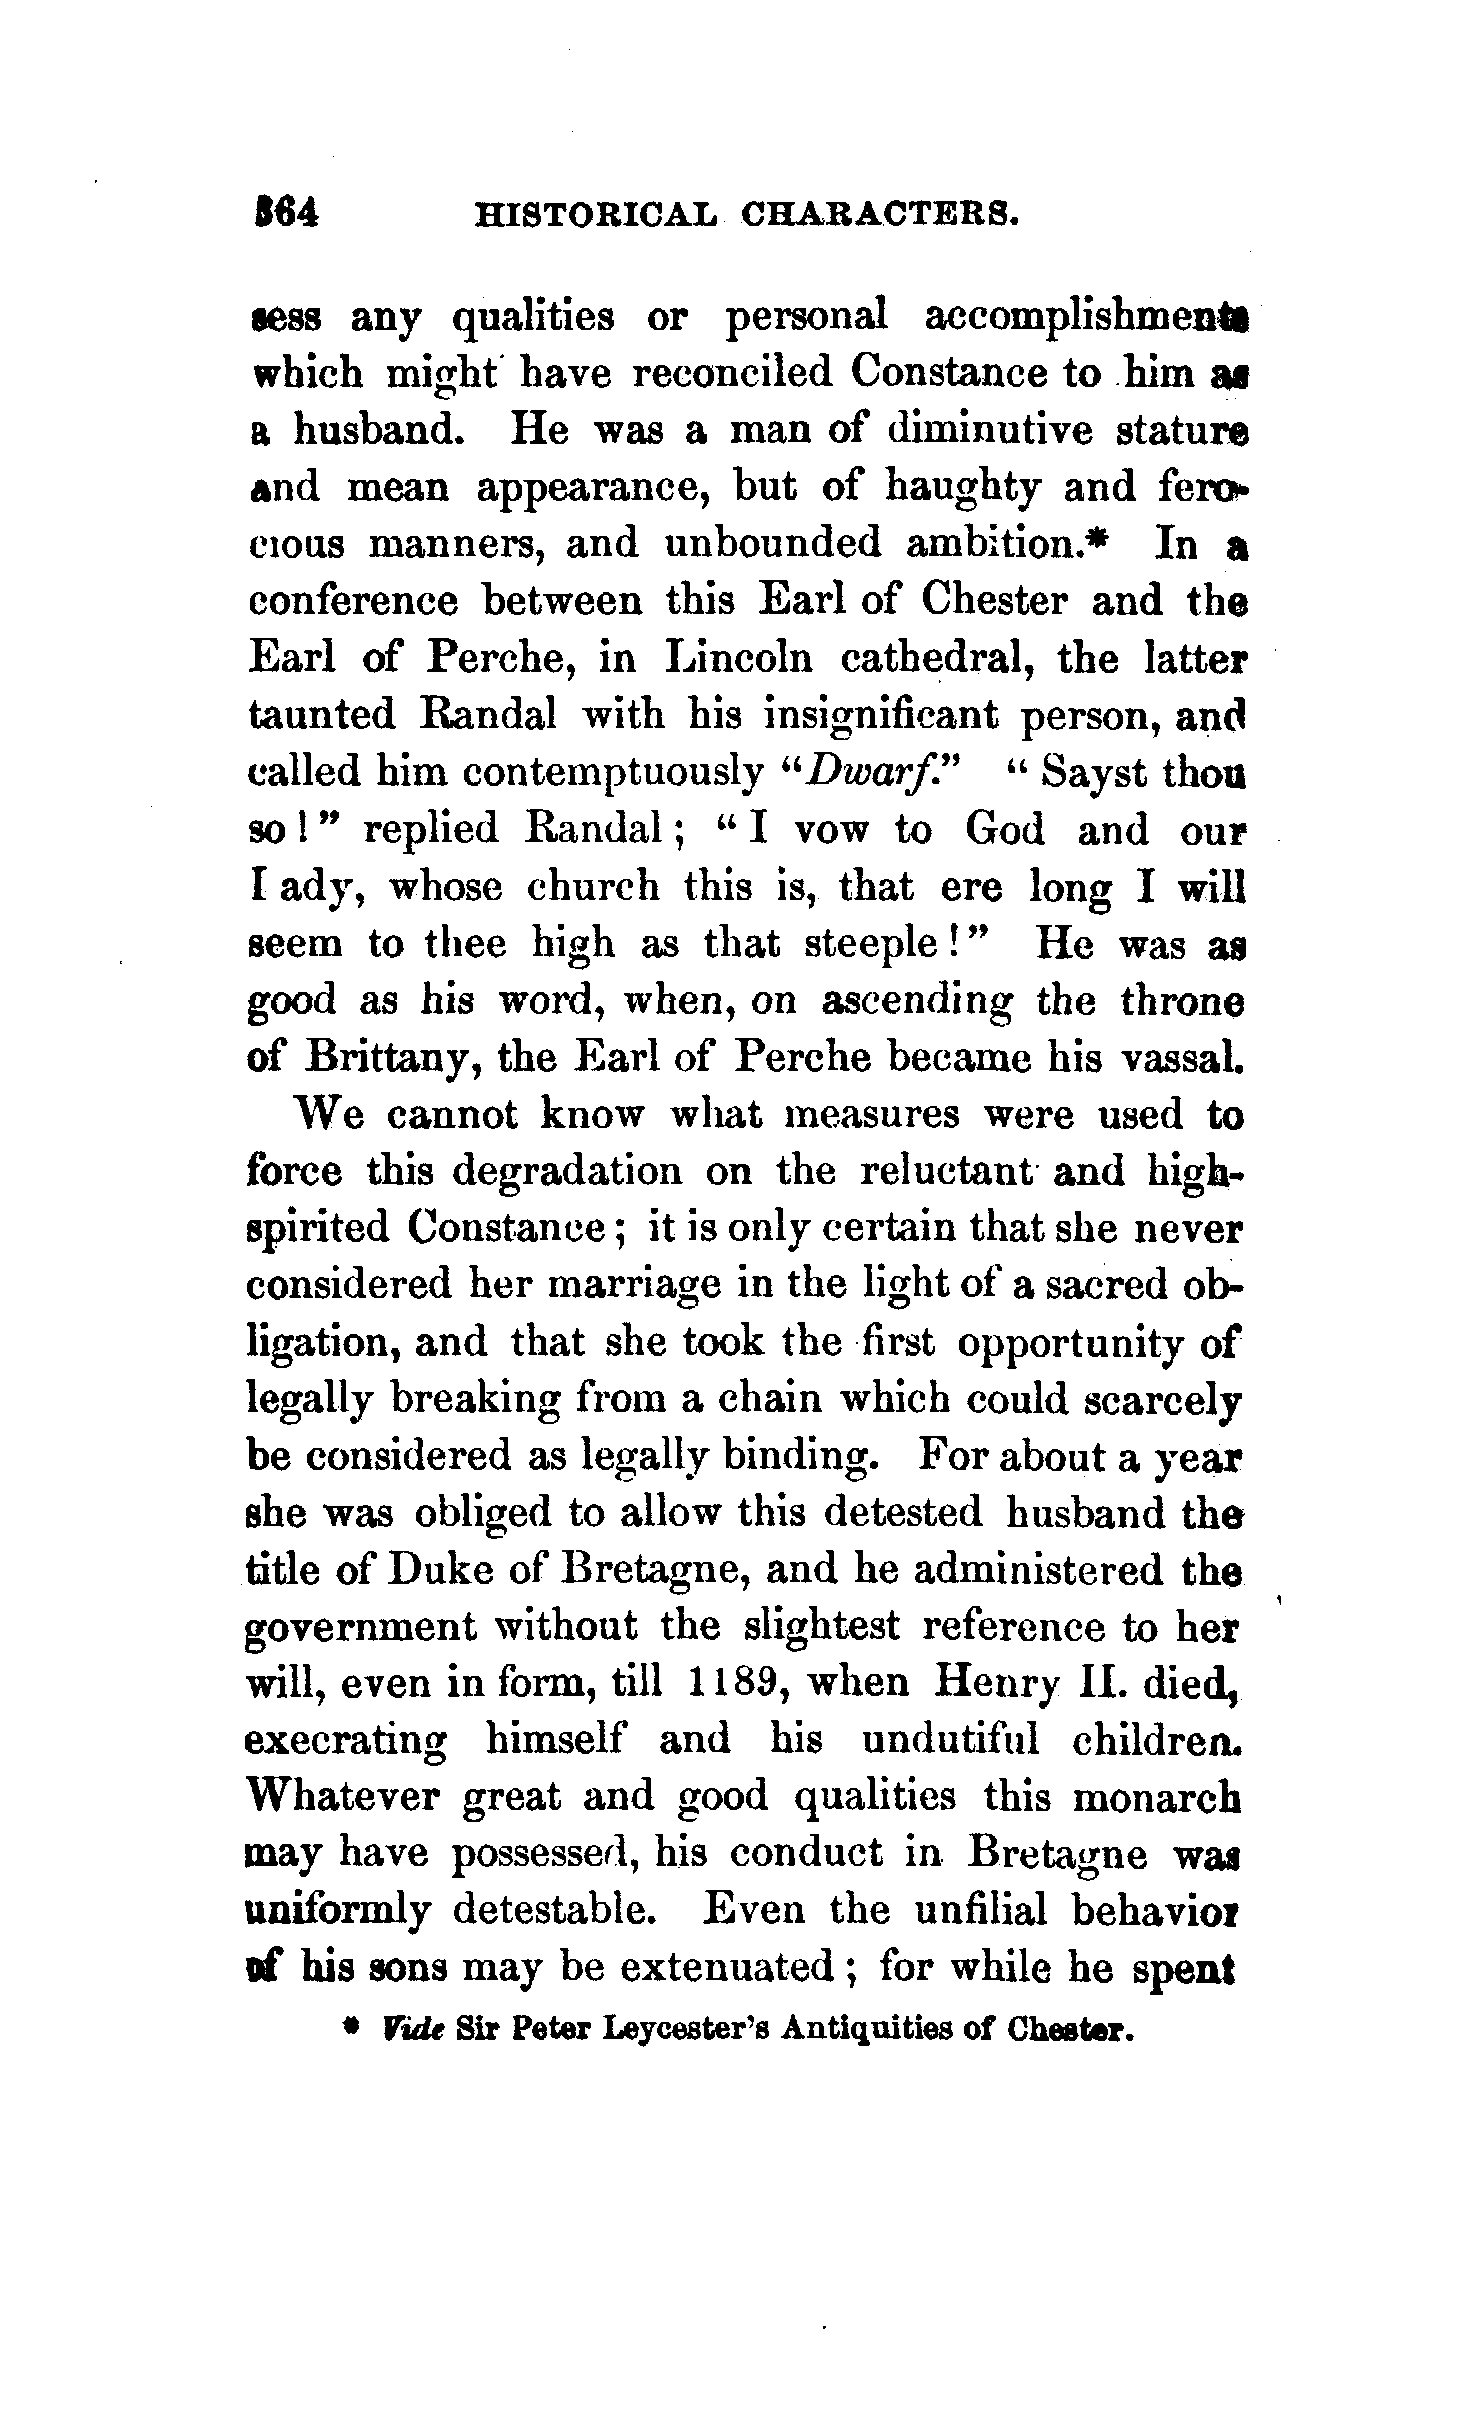 364 HISTORICAL CHARACTERS.
sess any qualities or personal accomplishments
which might have reconciled Constance to him as
a husband. He was a man of diminutive stature
and mean appearance, but of haughty and fero-
cious manners, and unbounded ambition.* In a
conference between this Earl of Chester and the
Earl of Perche, in Lincoln cathedral, the latter
taunted Randal with his insignificant person, and
called him contemptuously "Dwarf." "Sayst thou
so!" replied Randal; "I vow to God and our
Lady, whose church this is, that ere long I will
seem to thee high as that steeple!" He was as
good as his word, when, on ascending the throne
of Brittany, the Earl of Perche became his vassal.
We cannot know what measures were used to
force this degradation on the reluctant and high-
spirited Constance; it is only certain that she never
considered her marriage in the light of a sacred ob-
ligation, and that she took the first opportunity of
legally breaking from a chain which could scarcely
be considered as legally binding. For about a year
she was obliged to allow this detested husband the
title of Duke of Bretagne, and he administered the
government without the slightest reference to her
will, even in form, till 1189, when Henry II. died,
execrating himself and his undutiful children.
Whatever great and good qualities this monarch
may have possessed, his conduct in Bretagne was
uniformly detestable. Even the unfilial behavior
of his sons may be extenuated; for while he spent
* Vide Sir Peter Leycester's Antiquities of Chester.